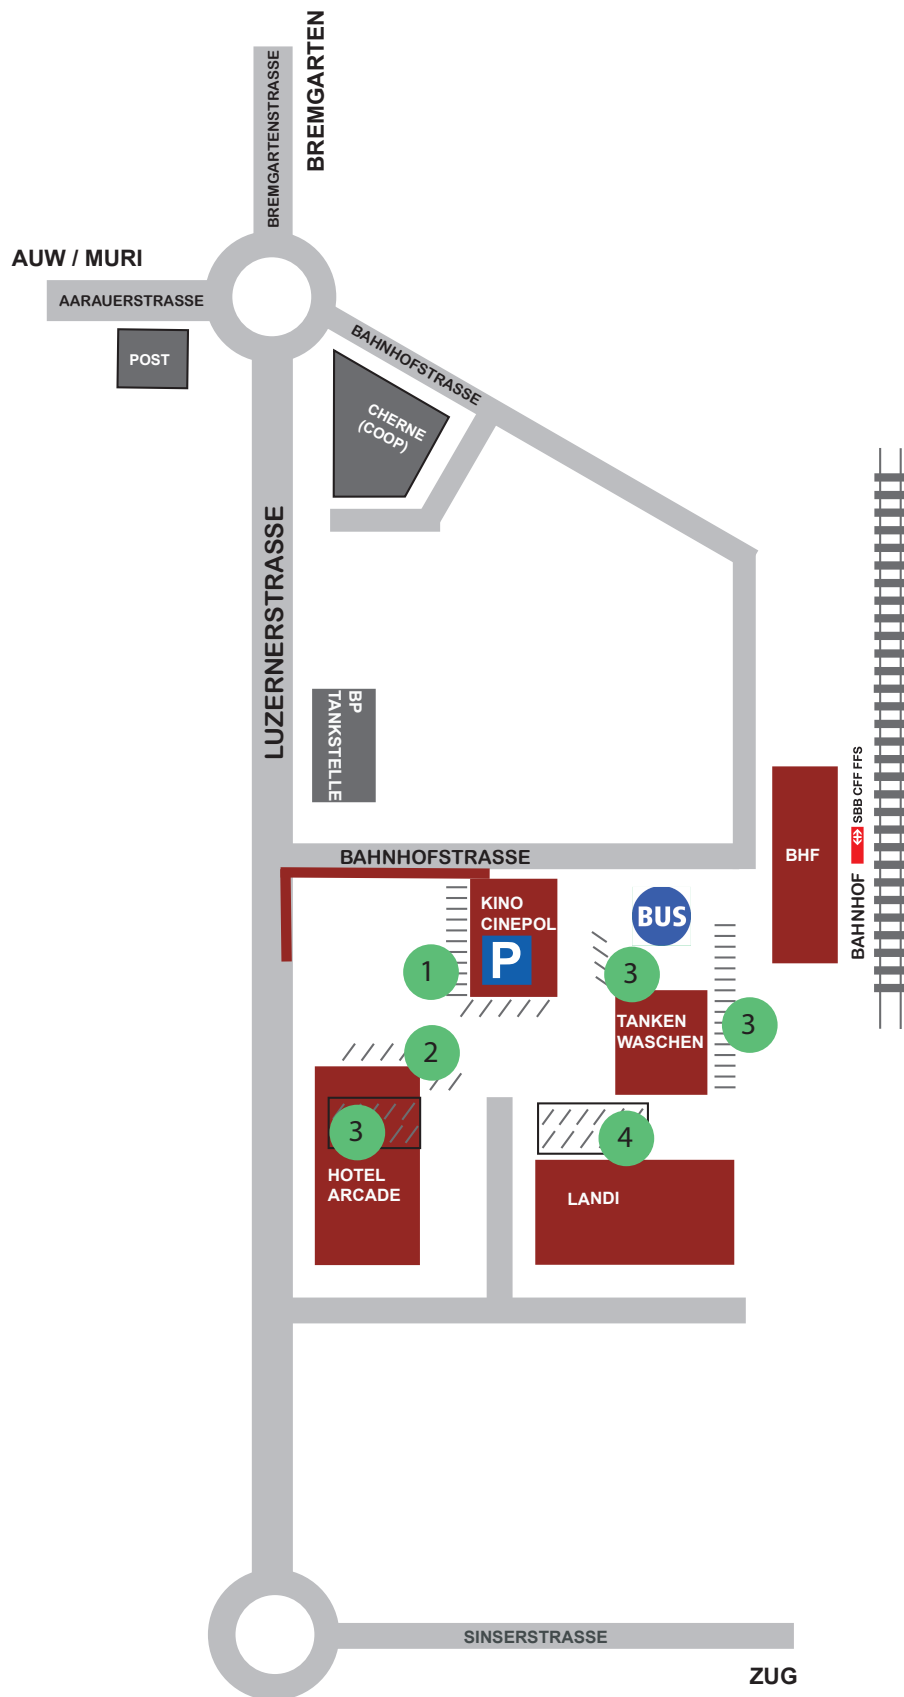 BREMGARTEN
BREMGARTENSTRASSE
AUW / MURI
AARAUERSTRASSE
POST
BAHNHOFSTRASSE
CHERNE
(COOP)
LUZERNERSTRASSE
BP
TANKSTELLE
BAHNHOFSTRASSE
BHF
BAHNHOF
SBB CFF FFS
KINO
CINEPOL
P
BUS
1
3
TANKEN
WASCHEN
3
2
3
HOTEL
ARCADE
4
LANDI
SINSERSTRASSE
ZUG